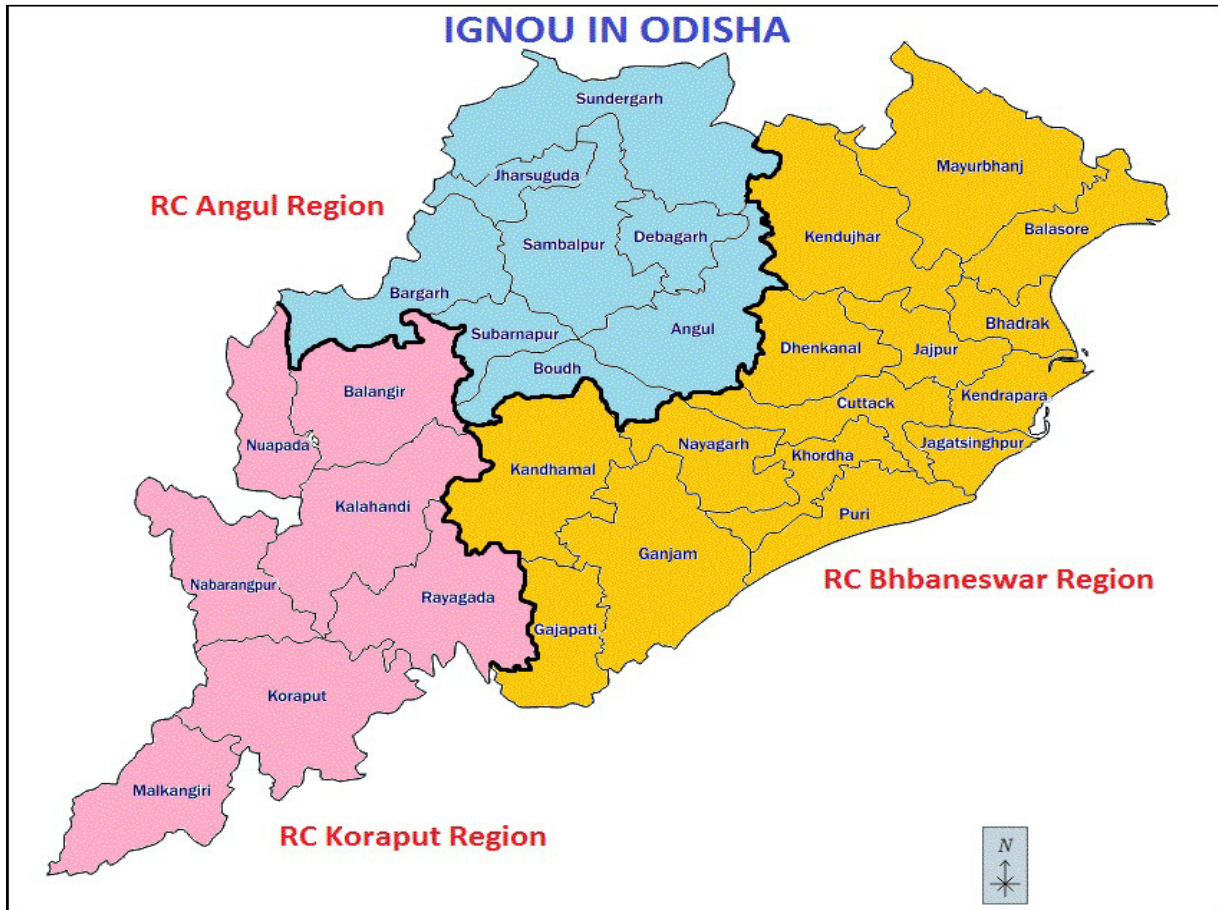 IGNOU IN ODISHA
Sundergarh
Mayurbhanj
Jharsuguda
RC Angul Region
Kendujhar
Balasore
Sambalpur
Debagarh
Bargarh
Subarnapur
Angul
Bhadrak
Dhenkanal
Jajpur
Boudh
Balangir
Kendrapara
Cuttack
Nuapada
Kandhamal
Nayagarh
Khordha
Jagatsinghpur
Kalahandi
Puri
Ganjam
Nabarangpur
RC Bhbaneswar Region
Rayagada
Gajapati
Koraput
Malkangiri
RC Koraput Region
N